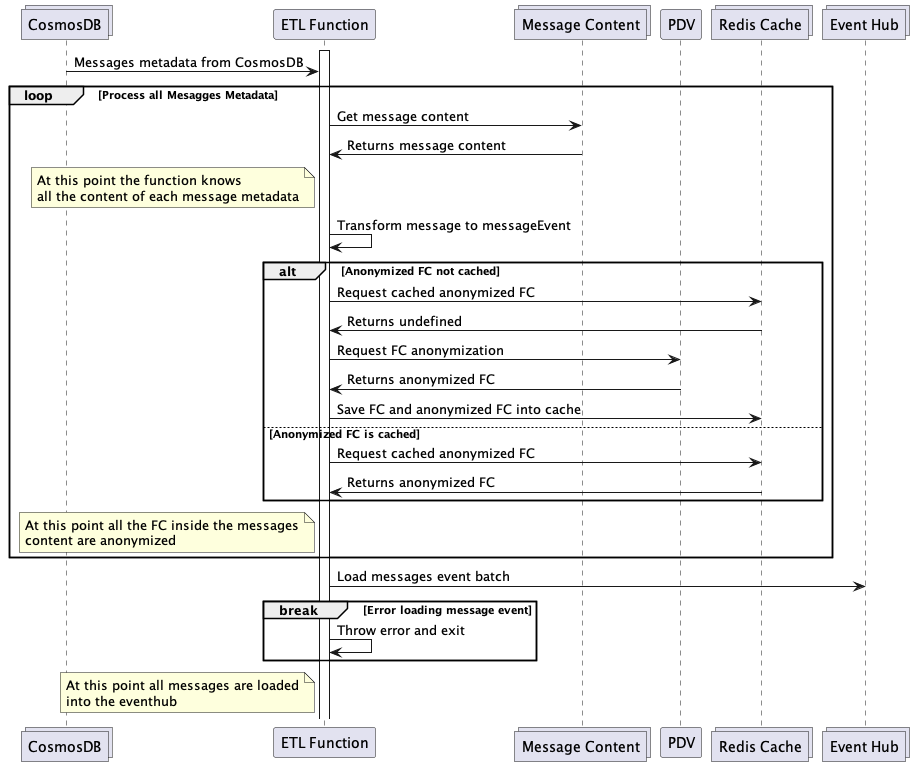 CosmosDB
ETL Function
Message Content
PDV
Redis Cache
Event Hub
Messages metadata from CosmosDB
loop
[Process all Mesagges Metadata]
Get message content
Returns message content
At this point the function knows
all the content of each message metadata
Transform message to messageEvent
alt
[Anonymized FC not cached]
Request cached anonymized FC
Returns undefined
Request FC anonymization
Returns anonymized FC
Save FC and anonymized FC into cache
[Anonymized FC is cached]
Request cached anonymized FC
Returns anonymized FC
At this point all the FC inside the messages
content are anonymized
Load messages event batch
break
[Error loading message event]
Throw error and exit
At this point all messages are loaded
into the eventhub
CosmosDB
ETL Function
Message Content
PDV
Redis Cache
Event Hub